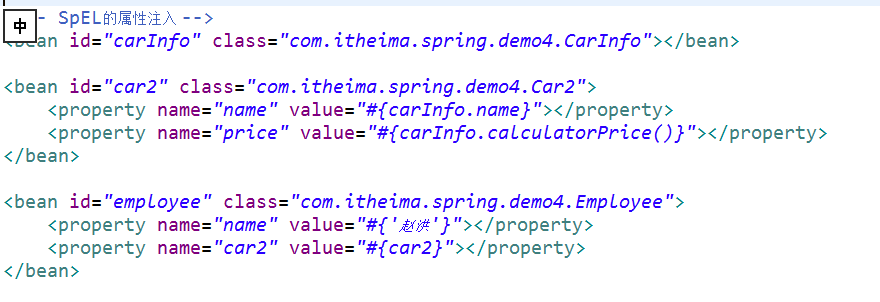 中
- SpEL的属性注入 -->
<bean id="carInfo" class="com.itheima.spring.demo4.CarInfo"></bean>
<bean id="car2" class="com.itheima.spring.demo4.Car2">
<property name="name" value="#{carInfo.name}"></property>
<property name="price" value="#{carInfo.calculatorPrice()}"></property>
</bean>
<bean id="employee" class="com.itheima.spring.demo4.Employee">
<property name="name" value="#{'赵洪'}"></property>
<property name="car2" value="#{car2}"></property>
</bean>